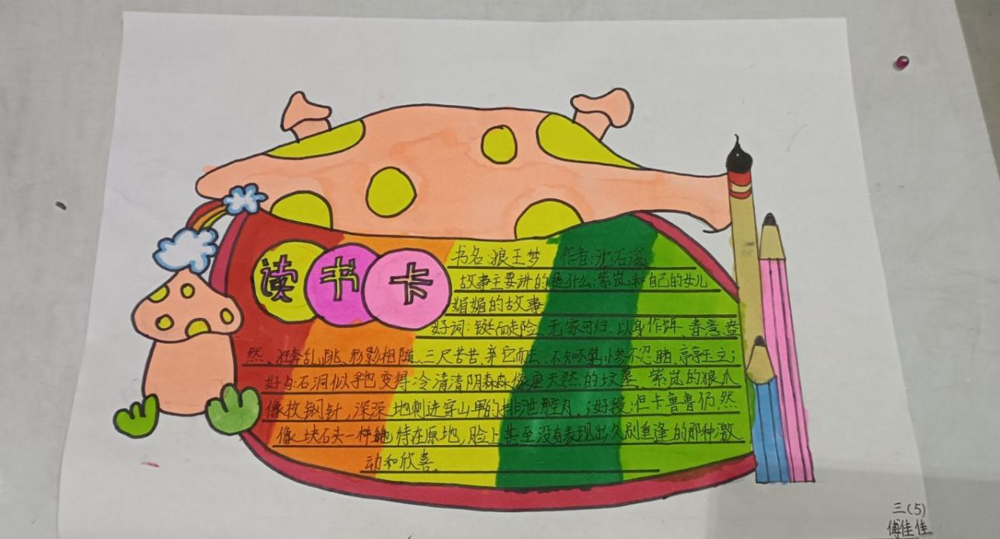 读书卡
书名:狼王梦 作者:沈石溪
故事主要讲的是什么:紫岚和自己的女儿
媚媚的故事
好词:铤而走险、无家可归、以身作饵、春意盎
然、活奔乱跳、形影相随、三尺苦苦、弃它而去、不知不觉、惨不忍睹、亭亭玉立;
好句:石洞似乎也变得冷清清阴森森像座天然的坟墓、紫岚的狼爪
像枚钢针,深深地刺进穿山甲的排泄腔内、;好段:但卡鲁鲁仍然
像块石头一样 待在原地,脸上甚至没有表现出久别重逢的那种激
动和欣喜。
三(5)
傅佳佳